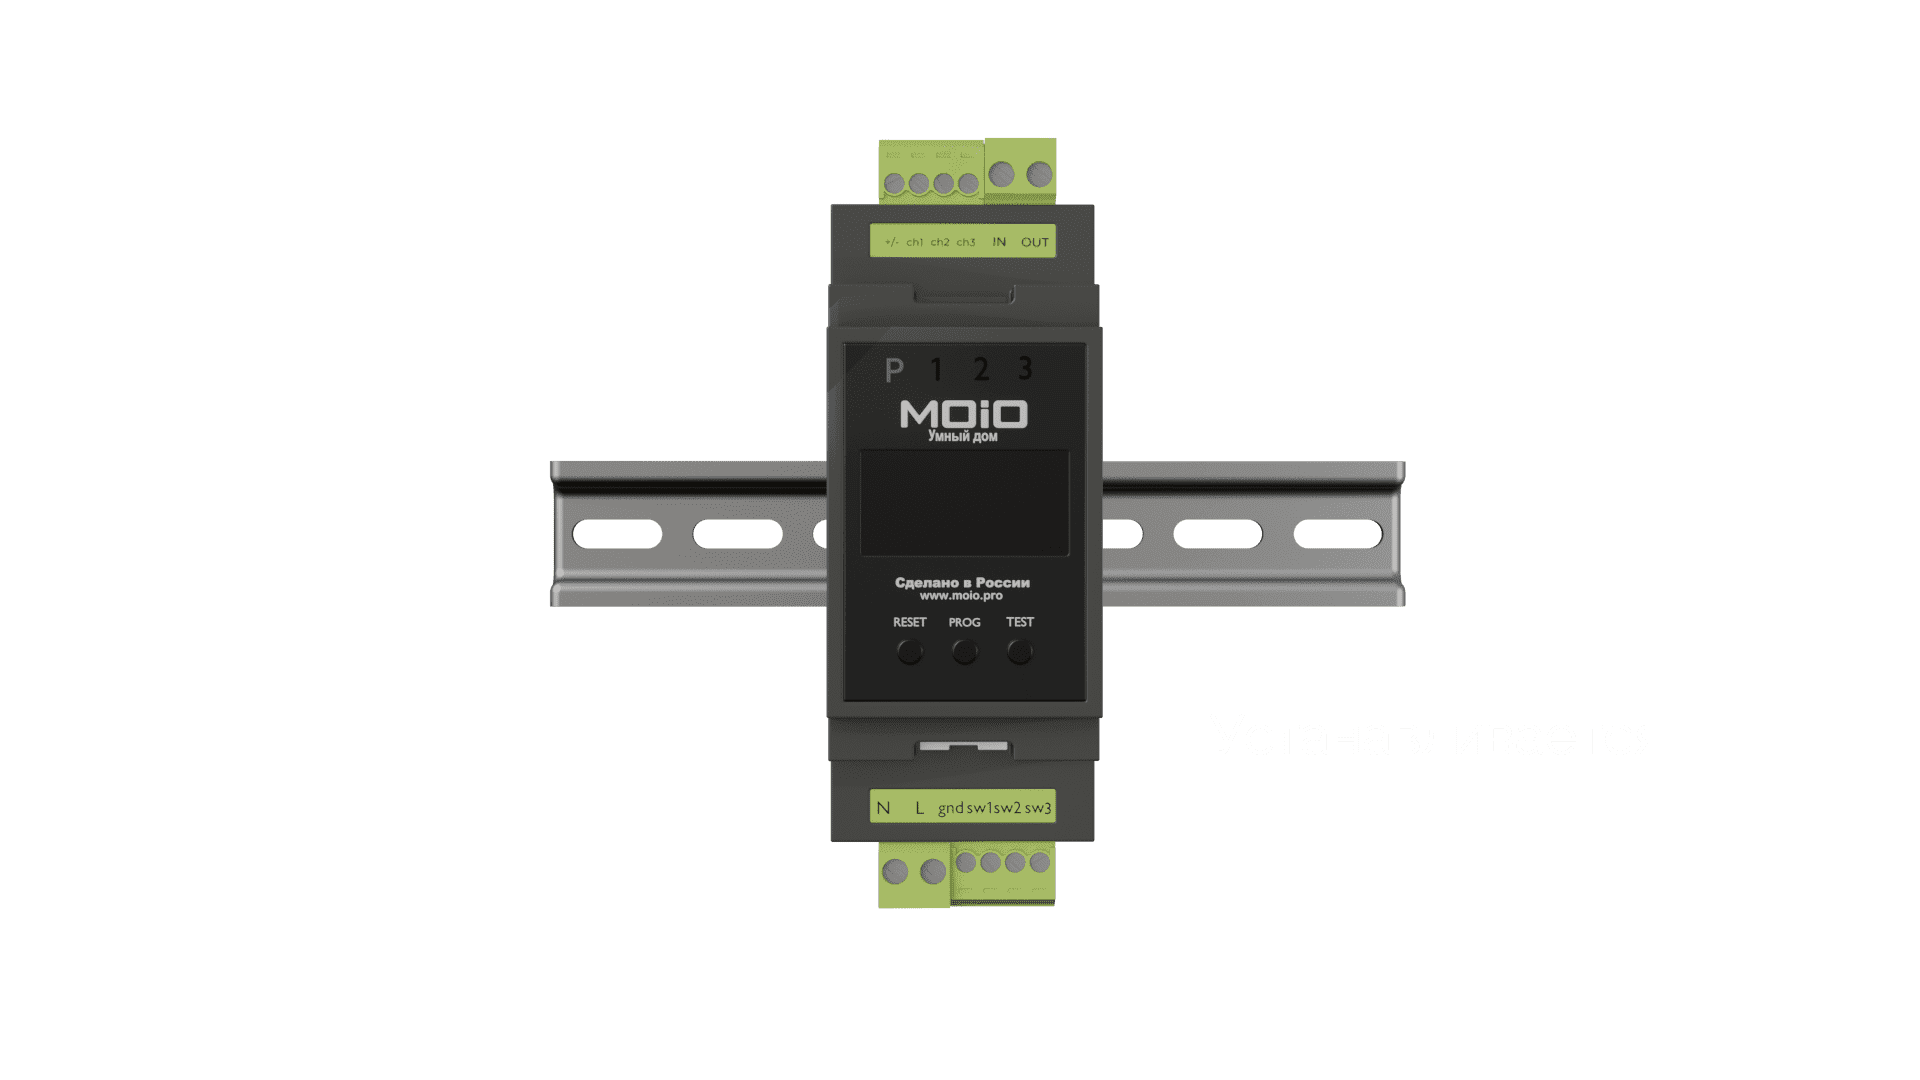 +/- ch1 ch2 ch3 IN OUT
P 1 2 3
MOiO
Умный дом
Сделано в России
www.moio.pro
RESET PROG TEST
N L gnd sw1 sw2 sw3